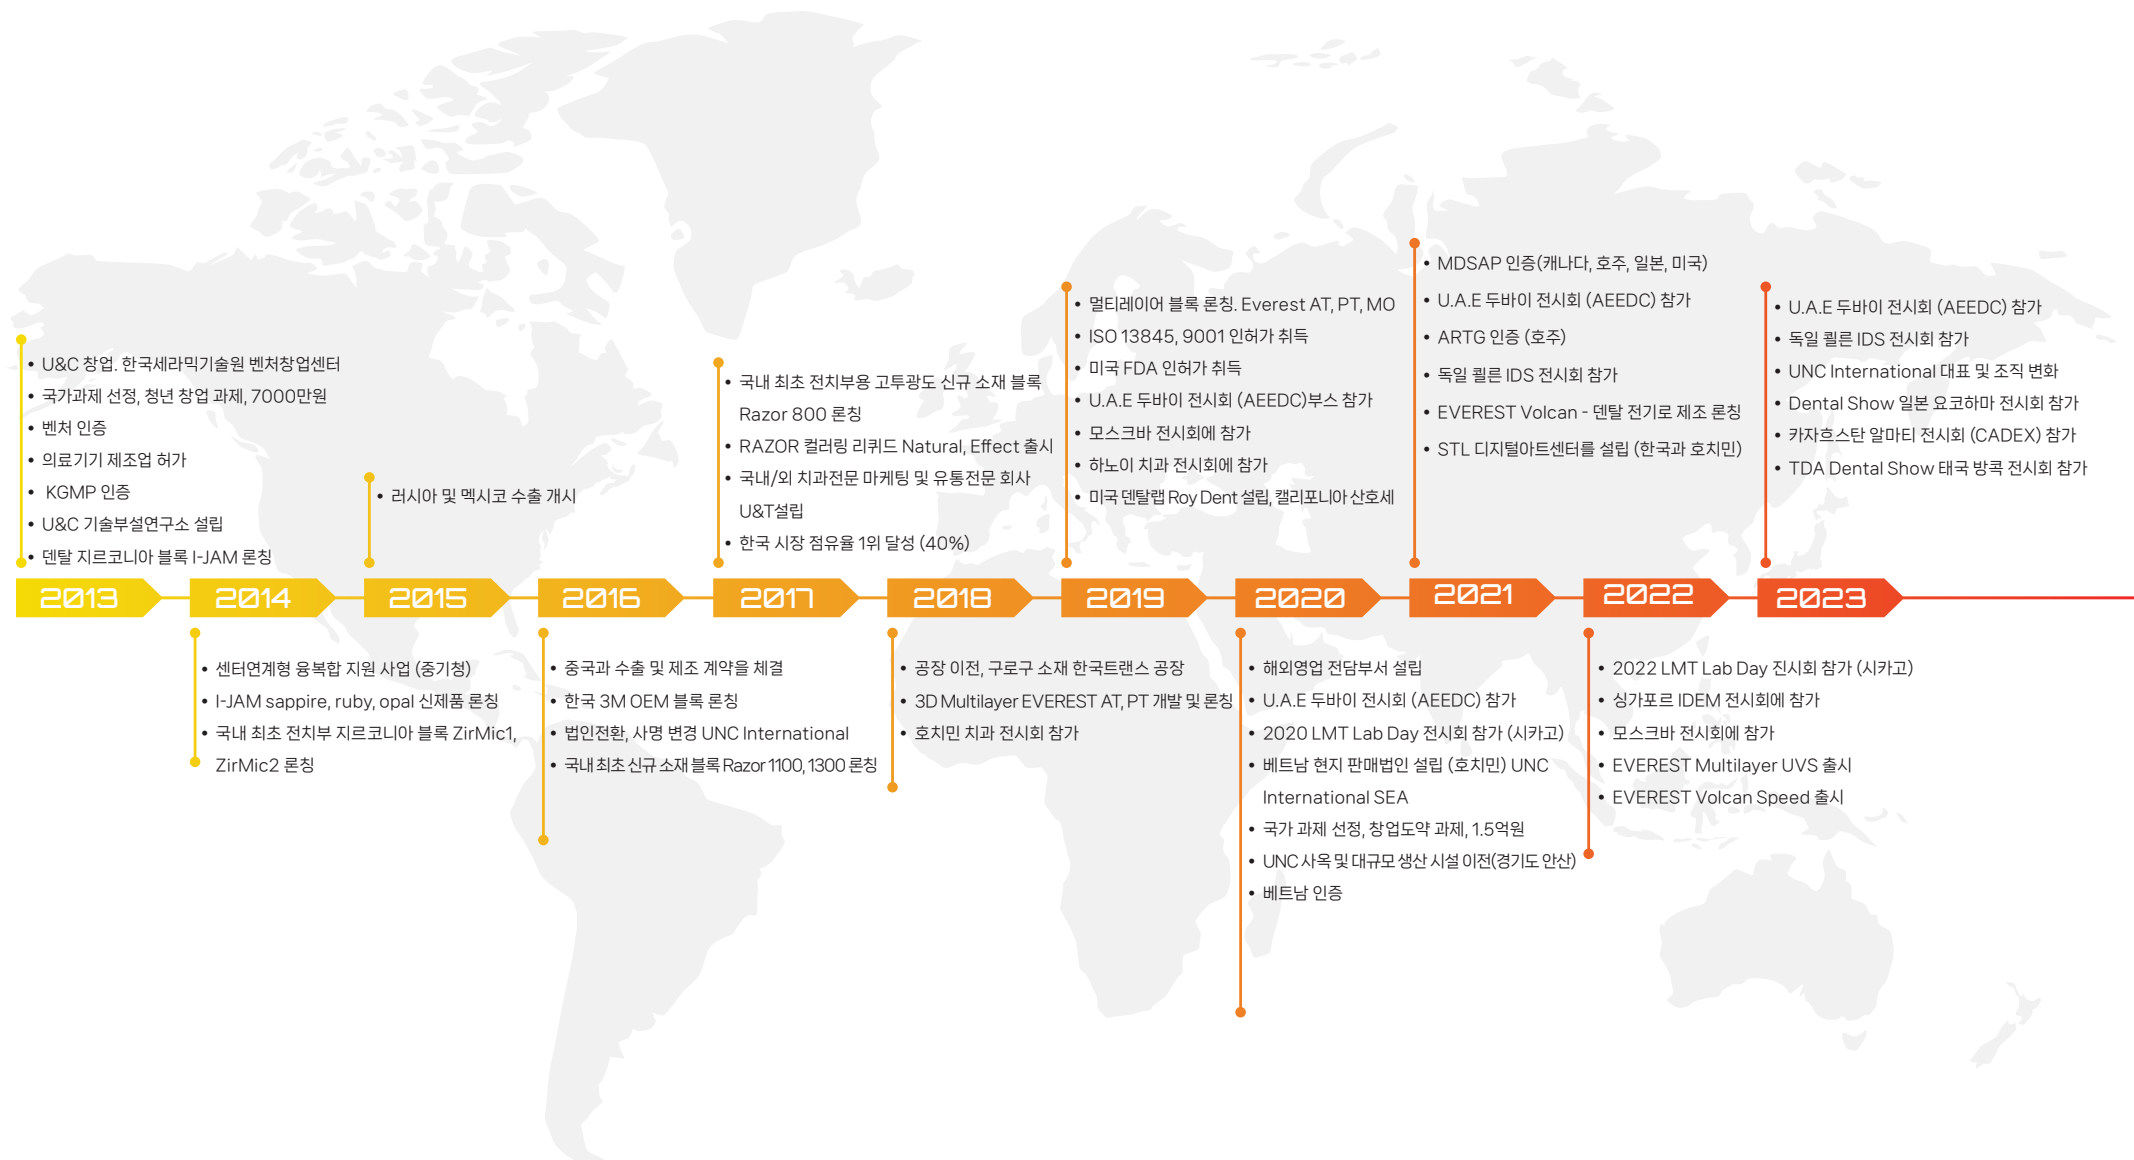 2013
• U&C 창업. 한국세라믹기술원 벤처창업센터
• 국가과제 선정, 청년 창업 과제, 7000만원
• 벤처 인증
• 의료기기 제조업 허가
• KGMP 인증
• U&C 기술부설연구소 설립
• 덴탈 지르코니아 블록 I-JAM 론칭
2014
• 센터연계형 융복합 지원 사업 (중기청)
• I-JAM sappire, ruby, opal 신제품 론칭
• 국내 최초 전치부 지르코니아 블록 ZirMic1,
ZirMic2 론칭
2015
• 러시아 및 멕시코 수출 개시
2016
• 중국과 수출 및 제조 계약을 체결
• 한국 3M OEM 블록 론칭
• 법인전환, 사명 변경 UNC International
• 국내 최초 신규 소재 블록 Razor 1100, 1300 론칭
2017
• 국내 최초 전치부용 고투광도 신규 소재 블록
Razor 800 론칭
• RAZOR 컬러링 리퀴드 Natural, Effect 출시
• 국내/외 치과전문 마케팅 및 유통전문 회사
U&T설립
• 한국 시장 점유율 1위 달성 (40%)
2018
• 공장 이전, 구로구 소재 한국트랜스 공장
• 3D Multilayer EVEREST AT, PT 개발 및 론칭
• 호치민 치과 전시회 참가
2019
• 멀티레이어 블록 론칭. Everest AT, PT, MO
• ISO 13845, 9001 인허가 취득
• 미국 FDA 인허가 취득
• U.A.E 두바이 전시회 (AEEDC)부스 참가
• 모스크바 전시회에 참가
• 하노이 치과 전시회에 참가
• 미국 덴탈랩 Roy Dent 설립, 캘리포니아 산호세
2020
• 해외영업 전담부서 설립
• U.A.E 두바이 전시회 (AEEDC) 참가
• 2020 LMT Lab Day 전시회 참가 (시카고)
• 베트남 현지 판매법인 설립 (호치민) UNC
International SEA
• 국가 과제 선정, 창업도약 과제, 1.5억원
• UNC 사옥 및 대규모 생산 시설 이전(경기도 안산)
• 베트남 인증
2021
• MDSAP 인증(캐나다, 호주, 일본, 미국)
• U.A.E 두바이 전시회 (AEEDC) 참가
• ARTG 인증 (호주)
• 독일 쾰른 IDS 전시회 참가
• EVEREST Volcan - 덴탈 전기로 제조 론칭
• STL 디지털아트센터를 설립 (한국과 호치민)
2022
• 2022 LMT Lab Day 진시회 참가 (시카고)
• 싱가포르 IDEM 전시회에 참가
• 모스크바 전시회에 참가
• EVEREST Multilayer UVS 출시
• EVEREST Volcan Speed 출시
2023
• U.A.E 두바이 전시회 (AEEDC) 참가
• 독일 쾰른 IDS 전시회 참가
• UNC International 대표 및 조직 변화
• Dental Show 일본 요코하마 전시회 참가
• 카자흐스탄 알마티 전시회 (CADEX) 참가
• TDA Dental Show 태국 방콕 전시회 참가